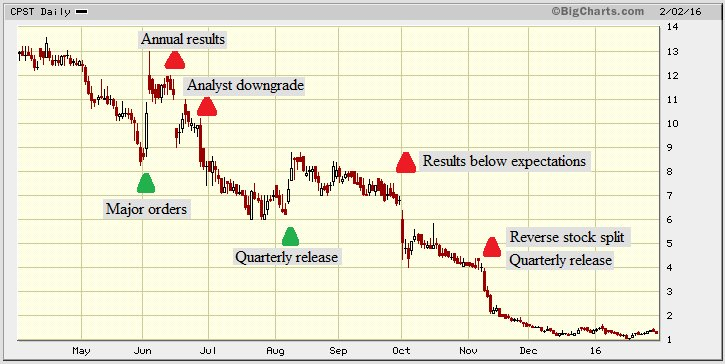 CPST Daily
©BigCharts.com
2/02/16
Annual results
Analyst downgrade
Major orders
Quarterly release
Results below expectations
Reverse stock split
Quarterly release
14
13
12
11
10
9
8
7
6
5
4
3
2
1
May Jun Jul Aug Sep Oct Nov Dec 16